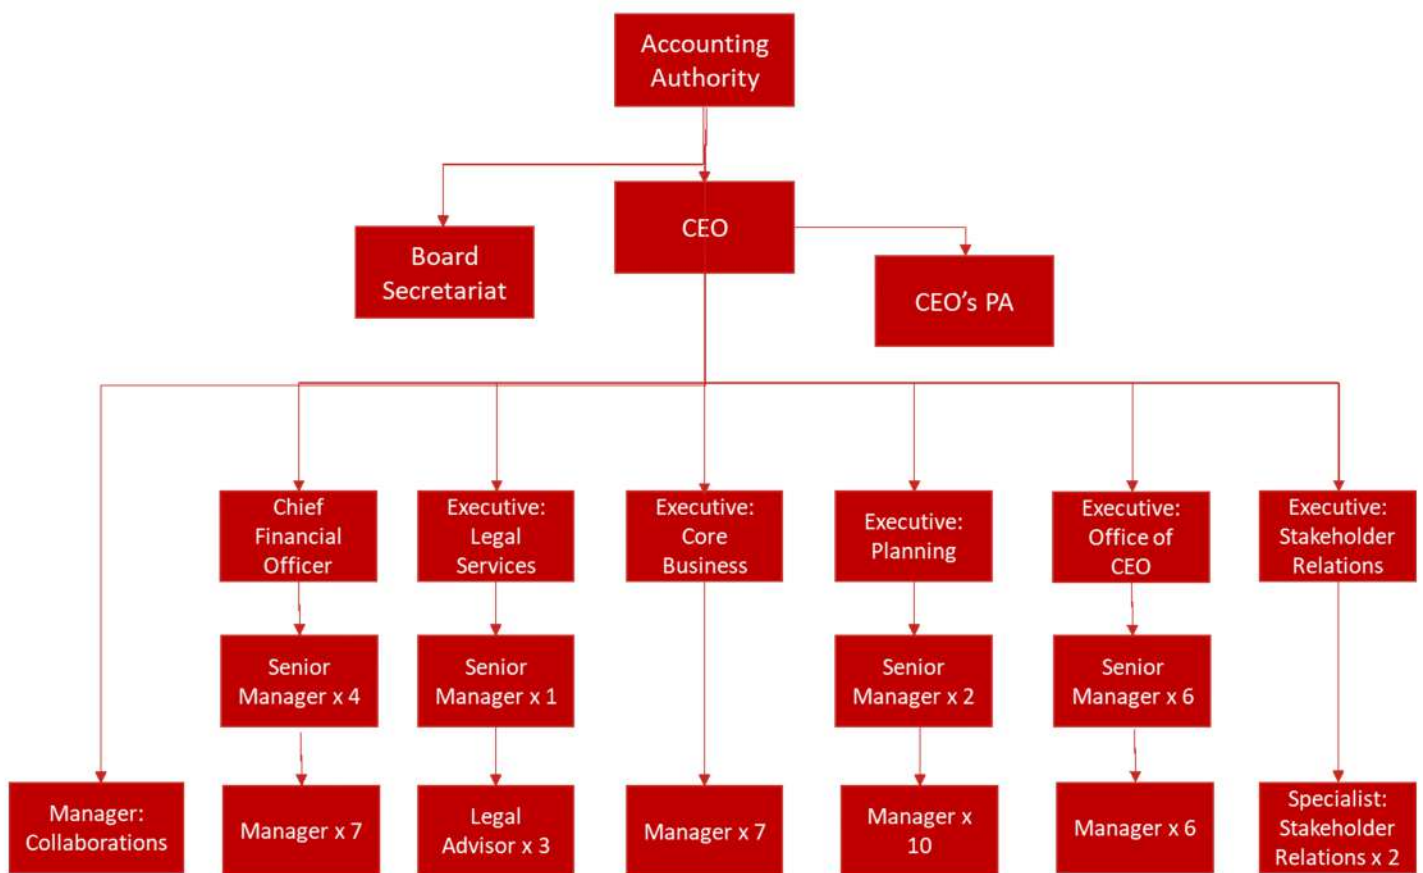 Accounting
Authority
CEO
Board
Secretariat
CEO’s PA
Chief
Financial
Officer
Executive:
Legal
Services
Executive:
Core
Business
Executive:
Planning
Executive:
Office of
CEO
Executive:
Stakeholder
Relations
Senior
Manager x 4
Senior
Manager x 1
Senior
Manager x 2
Senior
Manager x 6
Manager:
Collaborations
Manager x 7
Legal
Advisor x 3
Manager x 7
Manager x
10
Manager x 6
Specialist:
Stakeholder
Relations x 2